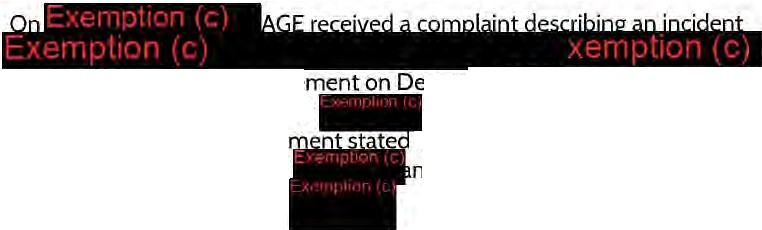 On Exemption (c) AGE received a complaint describing an incident
Exemption (c) xemption (c)
ment on De
Exemption (c)
ment stated
Exemption (c)
an
Exemption (c)